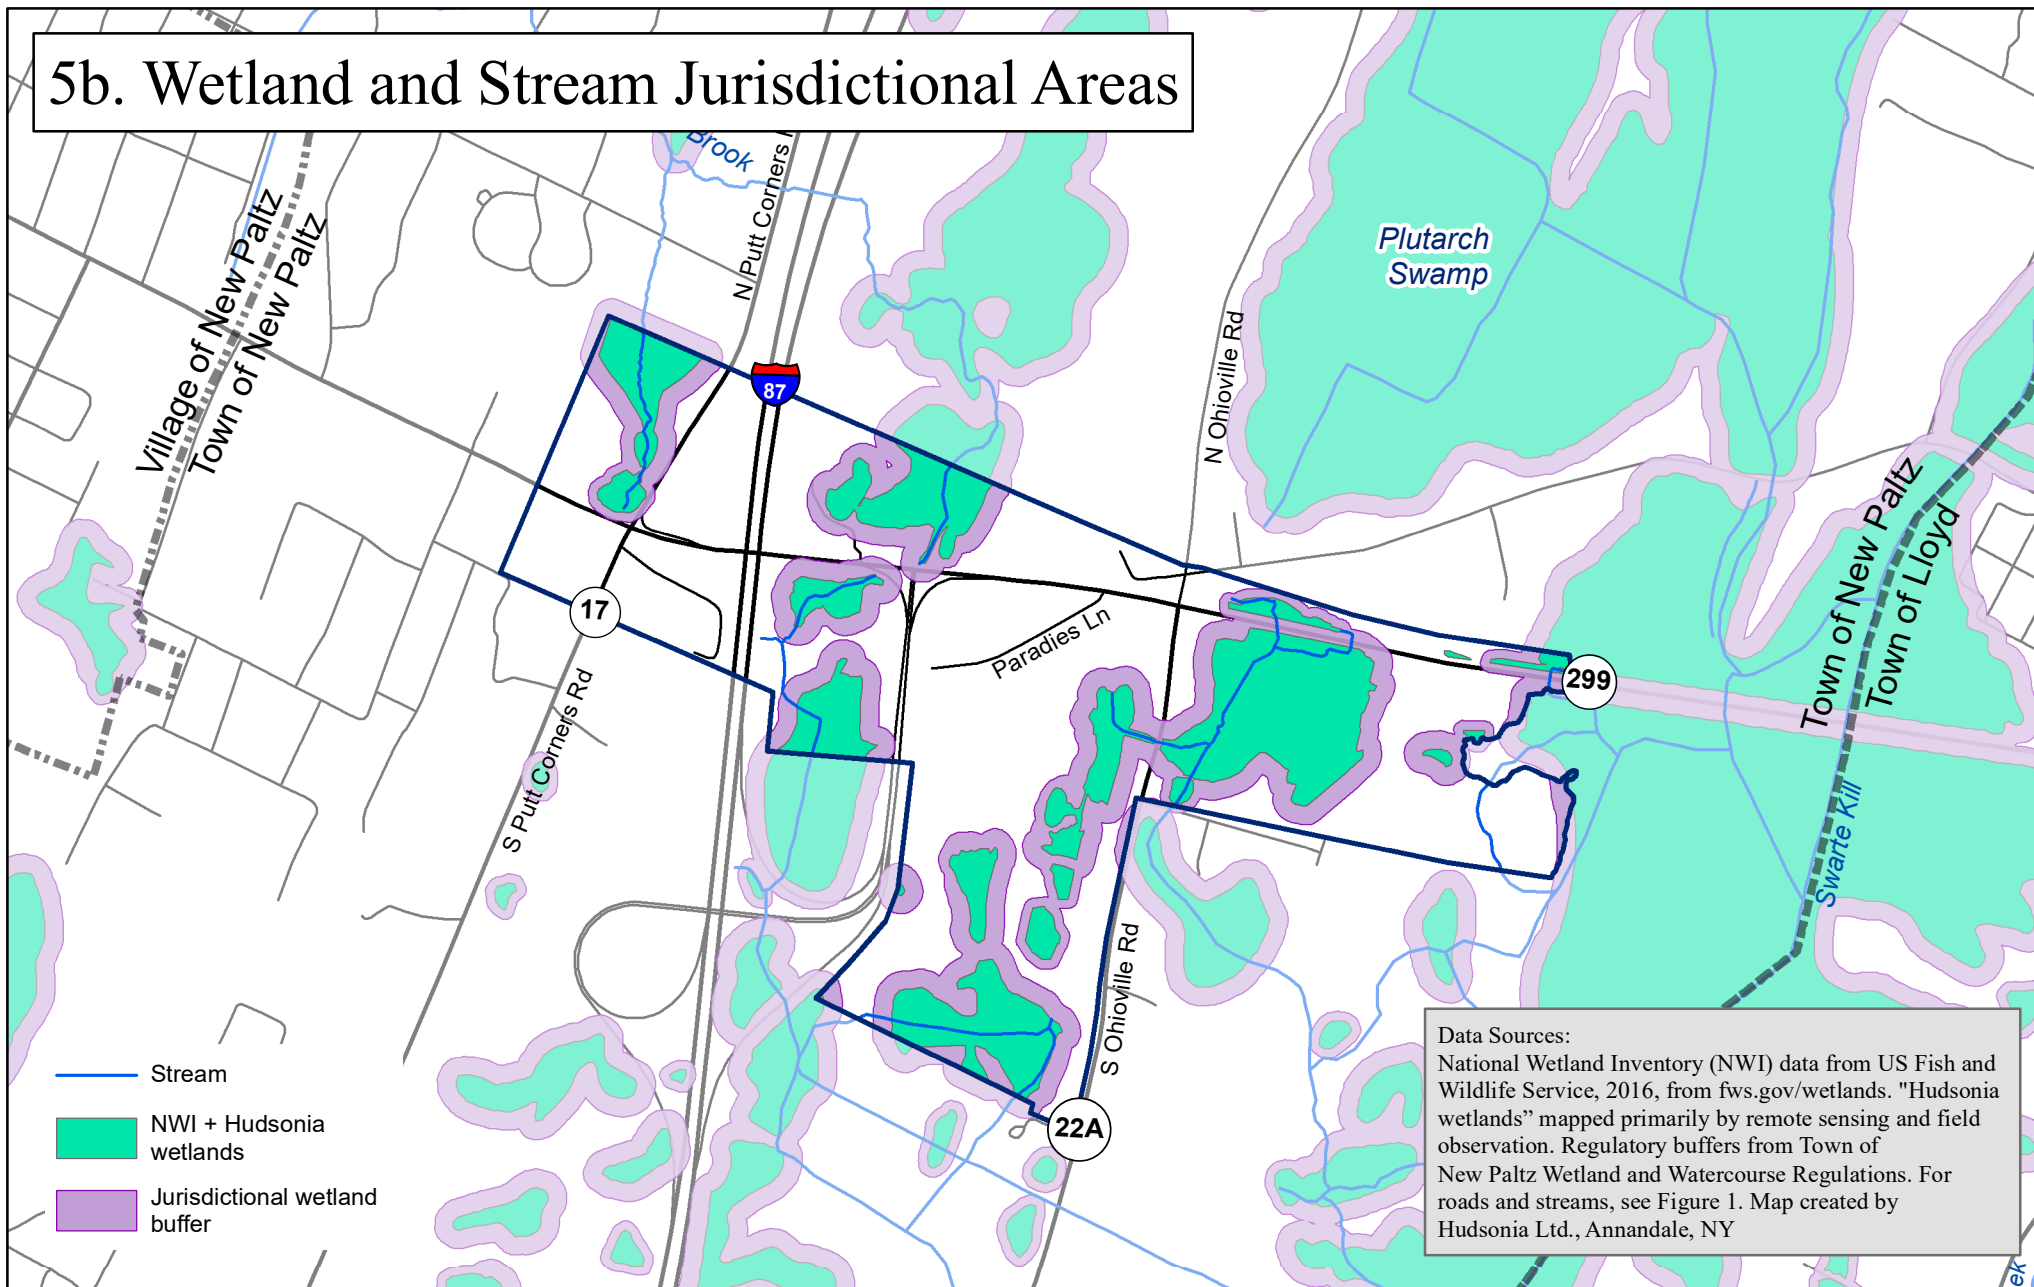 5b. Wetland and Stream Jurisdictional Areas
Brook
N Putt Corners
Village of New Paltz
Town of New Paltz
Plutarch
Swamp
N Ohioville Rd
87
Town of New Paltz
Town of Lloyd
17
Paradies Ln
299
S Putt Corners Rd
Swarte Kill
S Ohioville Rd
22A
Stream
NWI + Hudsonia
wetlands
Jurisdictional wetland
buffer
Data Sources:
National Wetland Inventory (NWI) data from US Fish and
Wildlife Service, 2016, from fws.gov/wetlands. "Hudsonia
wetlands” mapped primarily by remote sensing and field
observation. Regulatory buffers from Town of
New Paltz Wetland and Watercourse Regulations. For
roads and streams, see Figure 1. Map created by
Hudsonia Ltd., Annandale, NY
ek